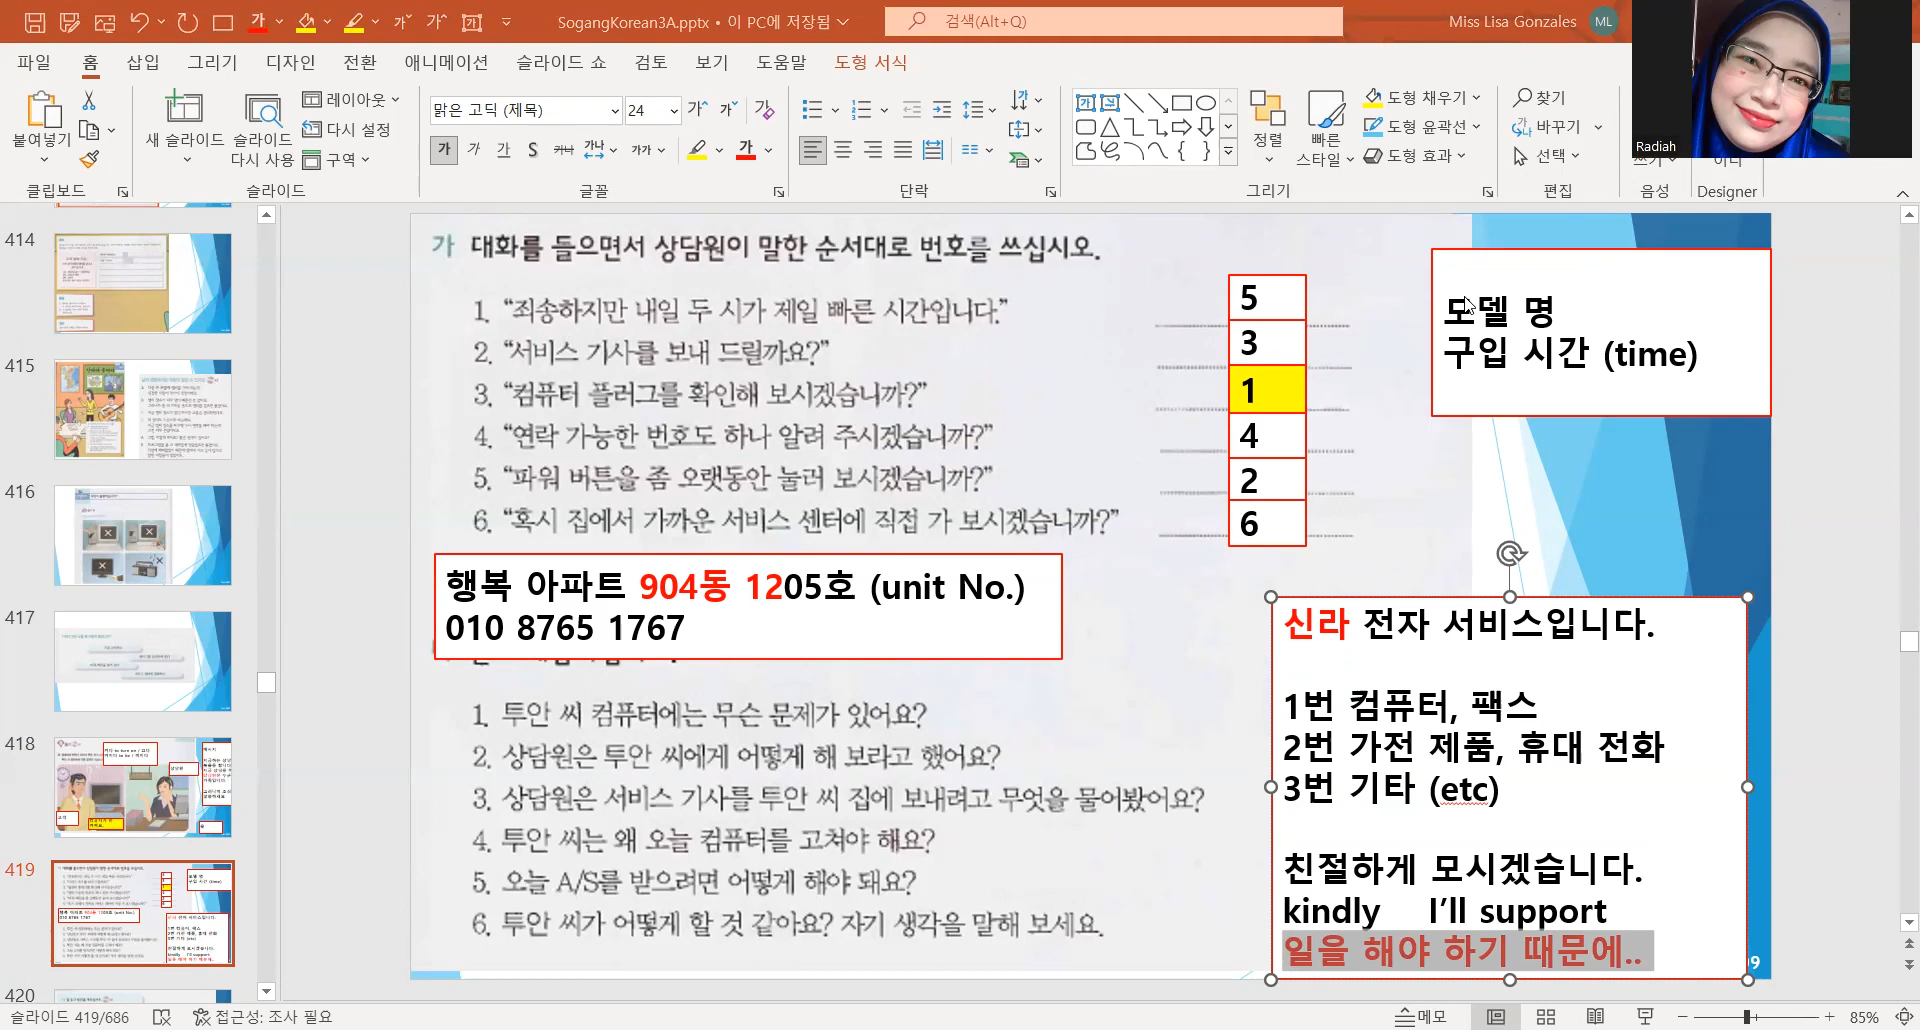 SogangKorean3A.pptx • 이 PC에 저장됨
검색(Alt+Q)
Miss Lisa Gonzales
ML
Radiah
파일 홈 삽입 그리기 디자인 전환 애니메이션 슬라이드 쇼 검토 보기 도움말 도형 서식
붙여넣기
클립보드
새 슬라이드
슬라이드 다시 사용
레이아웃
다시 설정
구역
슬라이드
맑은 고딕 (제목)
24
글꼴
단락
정렬
빠른 스타일
도형 채우기
도형 윤곽선
도형 효과
그리기
찾기
바꾸기
선택
편집
음성
Designer
414
415
416
417
418
419
420
가 대화를 들으면서 상담원이 말한 순서대로 번호를 쓰십시오.
1. “죄송하지만 내일 두 시가 제일 빠른 시간입니다.” 5
2. “서비스 기사를 보내 드릴까요?” 3
3. “컴퓨터 플러그를 확인해 보시겠습니까?” 1
4. “연락 가능한 번호도 하나 알려 주시겠습니까?” 4
5. “파워 버튼을 좀 오랫동안 눌러 보시겠습니까?” 2
6. “혹시 집에서 가까운 서비스 센터에 직접 가 보시겠습니까?” 6
모델 명
구입 시간 (time)
행복 아파트 904동 1205호 (unit No.)
010 8765 1767
1. 투안 씨 컴퓨터에는 무슨 문제가 있어요?
2. 상담원은 투안 씨에게 어떻게 해 보라고 했어요?
3. 상담원은 서비스 기사를 투안 씨 집에 보내려고 무엇을 물어봤어요?
4. 투안 씨는 왜 오늘 컴퓨터를 고쳐야 해요?
5. 오늘 A/S를 받으려면 어떻게 해야 돼요?
6. 투안 씨가 어떻게 할 것 같아요? 자기 생각을 말해 보세요.
신라 전자 서비스입니다.
1번 컴퓨터, 팩스
2번 가전 제품, 휴대 전화
3번 기타 (etc)
친절하게 모시겠습니다.
kindly I’ll support
일을 해야 하기 때문에..
슬라이드 419/686
접근성: 조사 필요
메모
85%